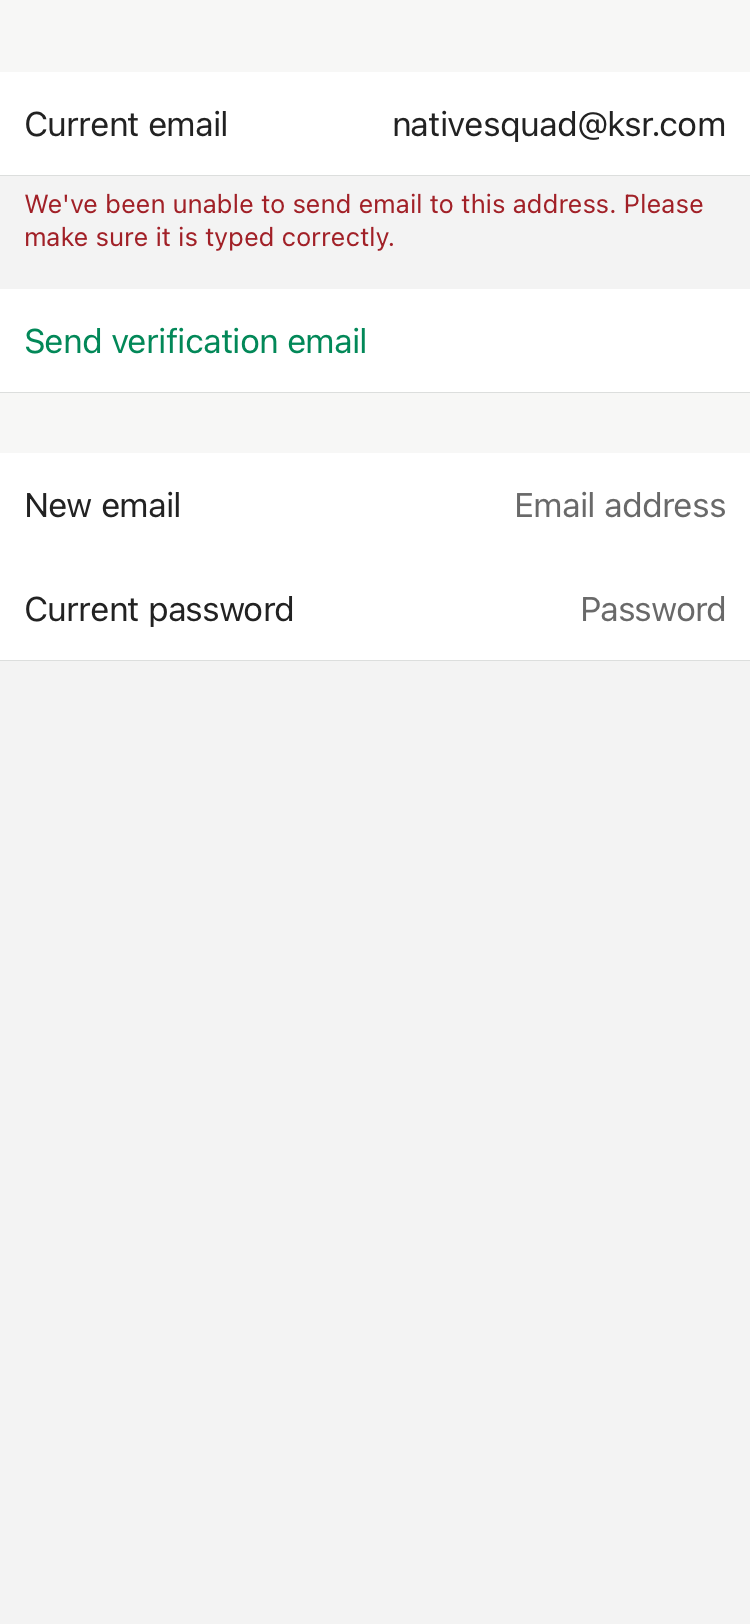 Current email nativesquad@ksr.com
We've been unable to send email to this address. Please
make sure it is typed correctly.
Send verification email
New email Email address
Current password Password